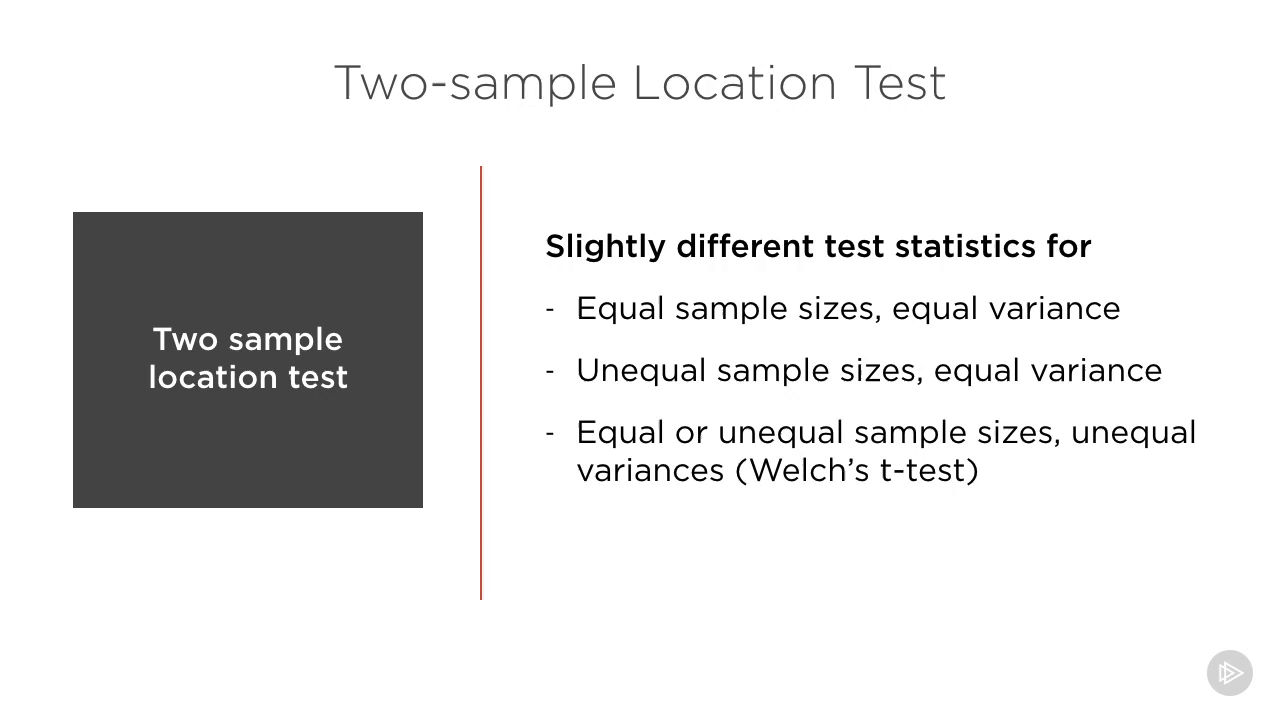 Two-sample Location Test
Two sample
location test
Slightly different test statistics for
- Equal sample sizes, equal variance
- Unequal sample sizes, equal variance
- Equal or unequal sample sizes, unequal
variances (Welch’s t-test)